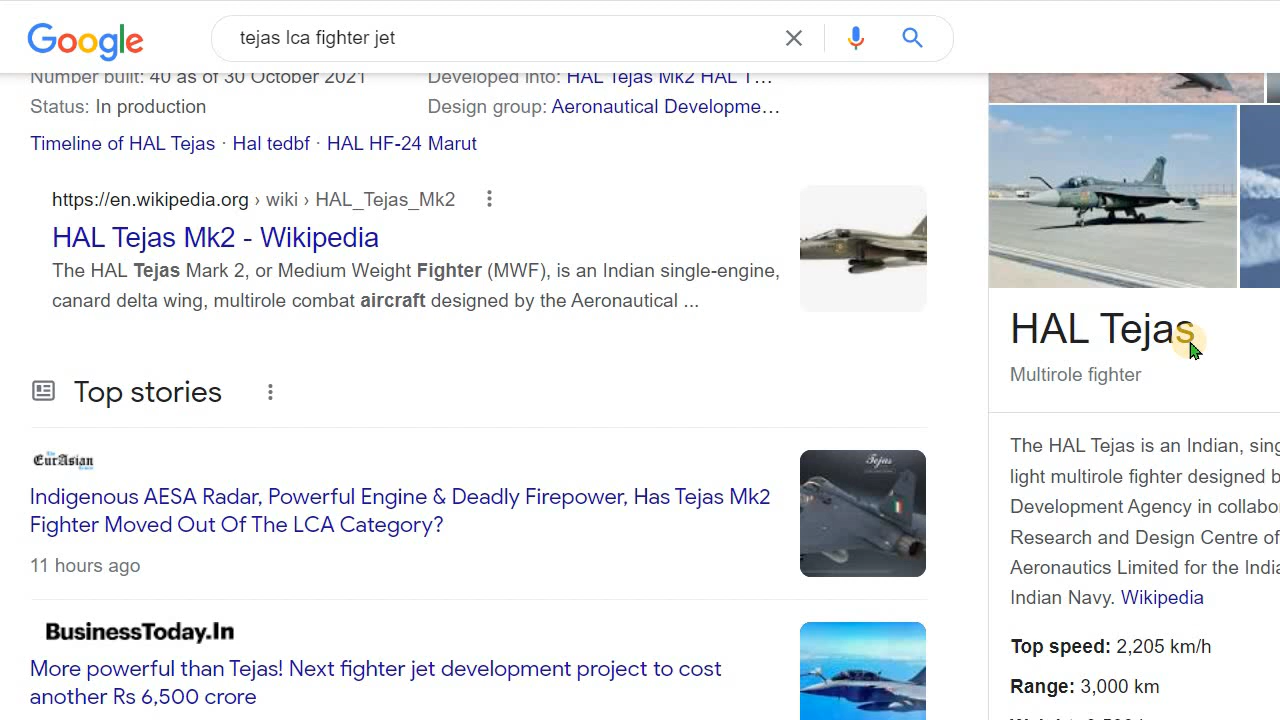 Google
tejas lca fighter jet
Number built: 40 as of 30 October 2021
Developed into: HAL Tejas Mk2 HAL T…
Status: In production
Design group: Aeronautical Developme…
Timeline of HAL Tejas · Hal tedbf · HAL HF-24 Marut
https://en.wikipedia.org › wiki › HAL_Tejas_Mk2
HAL Tejas Mk2 - Wikipedia
The HAL Tejas Mark 2, or Medium Weight Fighter (MWF), is an Indian single-engine,
canard delta wing, multirole combat aircraft designed by the Aeronautical ...
Top stories
The EurAsian
Tejas
Indigenous AESA Radar, Powerful Engine & Deadly Firepower, Has Tejas Mk2
Fighter Moved Out Of The LCA Category?
11 hours ago
BusinessToday.In
More powerful than Tejas! Next fighter jet development project to cost
another Rs 6,500 crore
HAL Tejas
Multirole fighter
The HAL Tejas is an Indian, sing
light multirole fighter designed b
Development Agency in collabo
Research and Design Centre of
Aeronautics Limited for the India
Indian Navy. Wikipedia
Top speed: 2,205 km/h
Range: 3,000 km